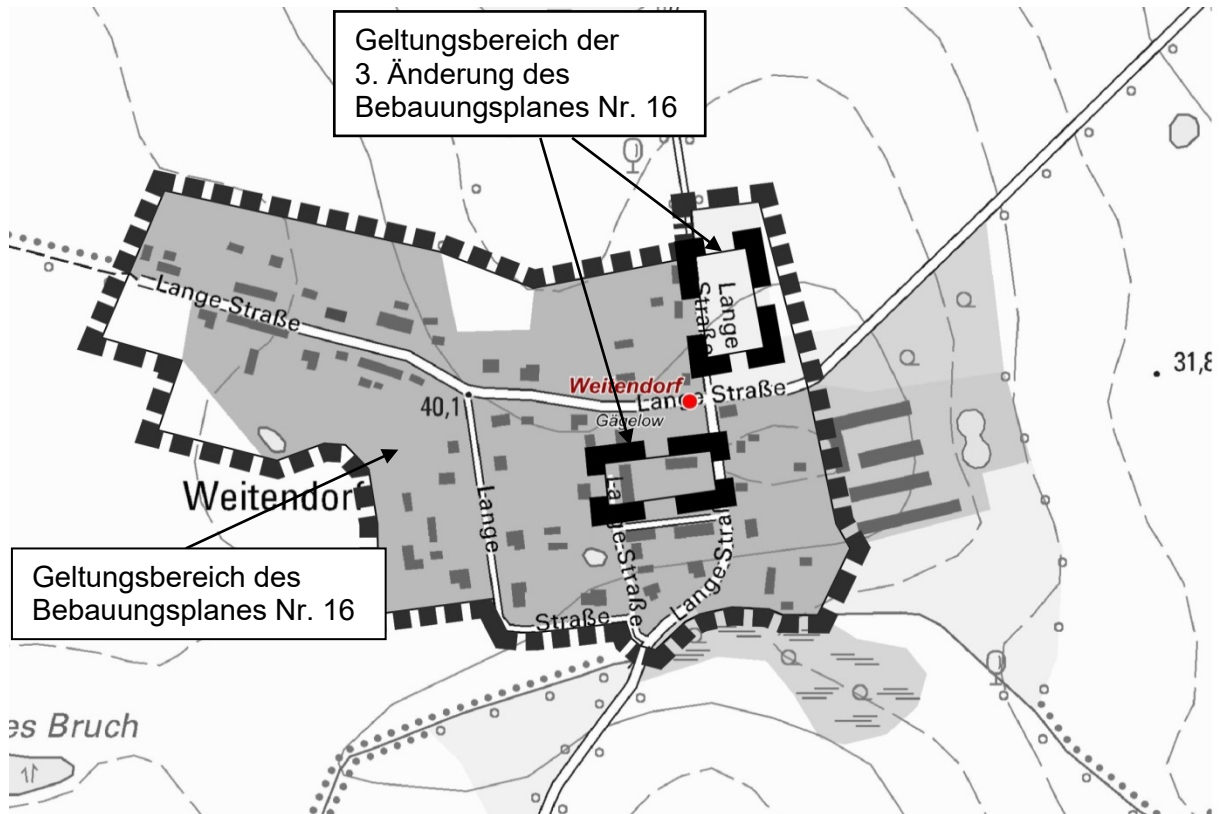 Geltungsbereich der
3. Änderung des
Bebauungsplanes Nr. 16
Lange Straße
Lange
Straße
Weitendorf
Lange Straße
Gägelow
40,1
31,8
Weitendorf
Lange
Lange Straße
Lange Straße
Straße
Geltungsbereich des
Bebauungsplanes Nr. 16
es Bruch